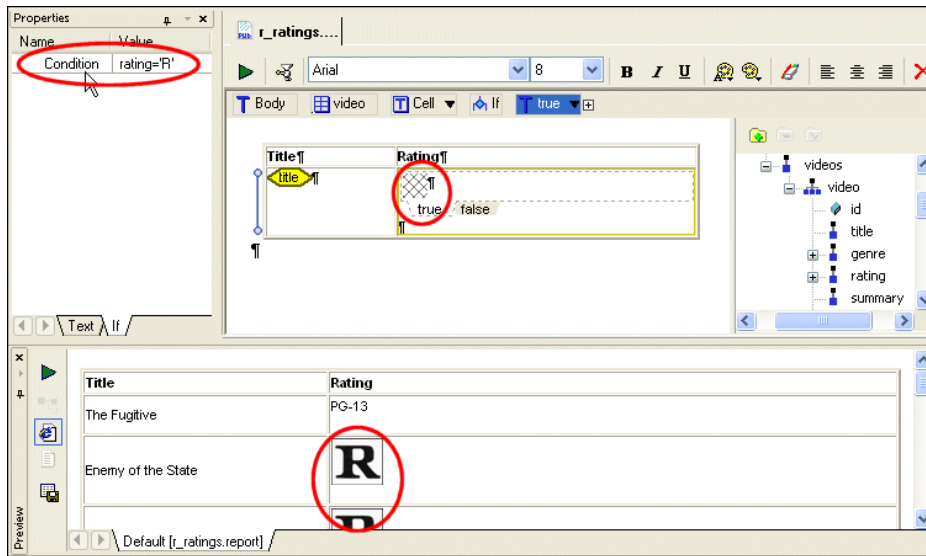 Properties
Name Value
Condition rating='R'
Text If
PUB r_ratings....
Arial 8 B I U
Body video Cell If true
Title¶ Rating¶
title¶ ¶
true false
¶
¶
videos
video
id
title
genre
rating
summary
Title Rating
The Fugitive PG-13
Enemy of the State R
R
Preview
Default [r_ratings.report]